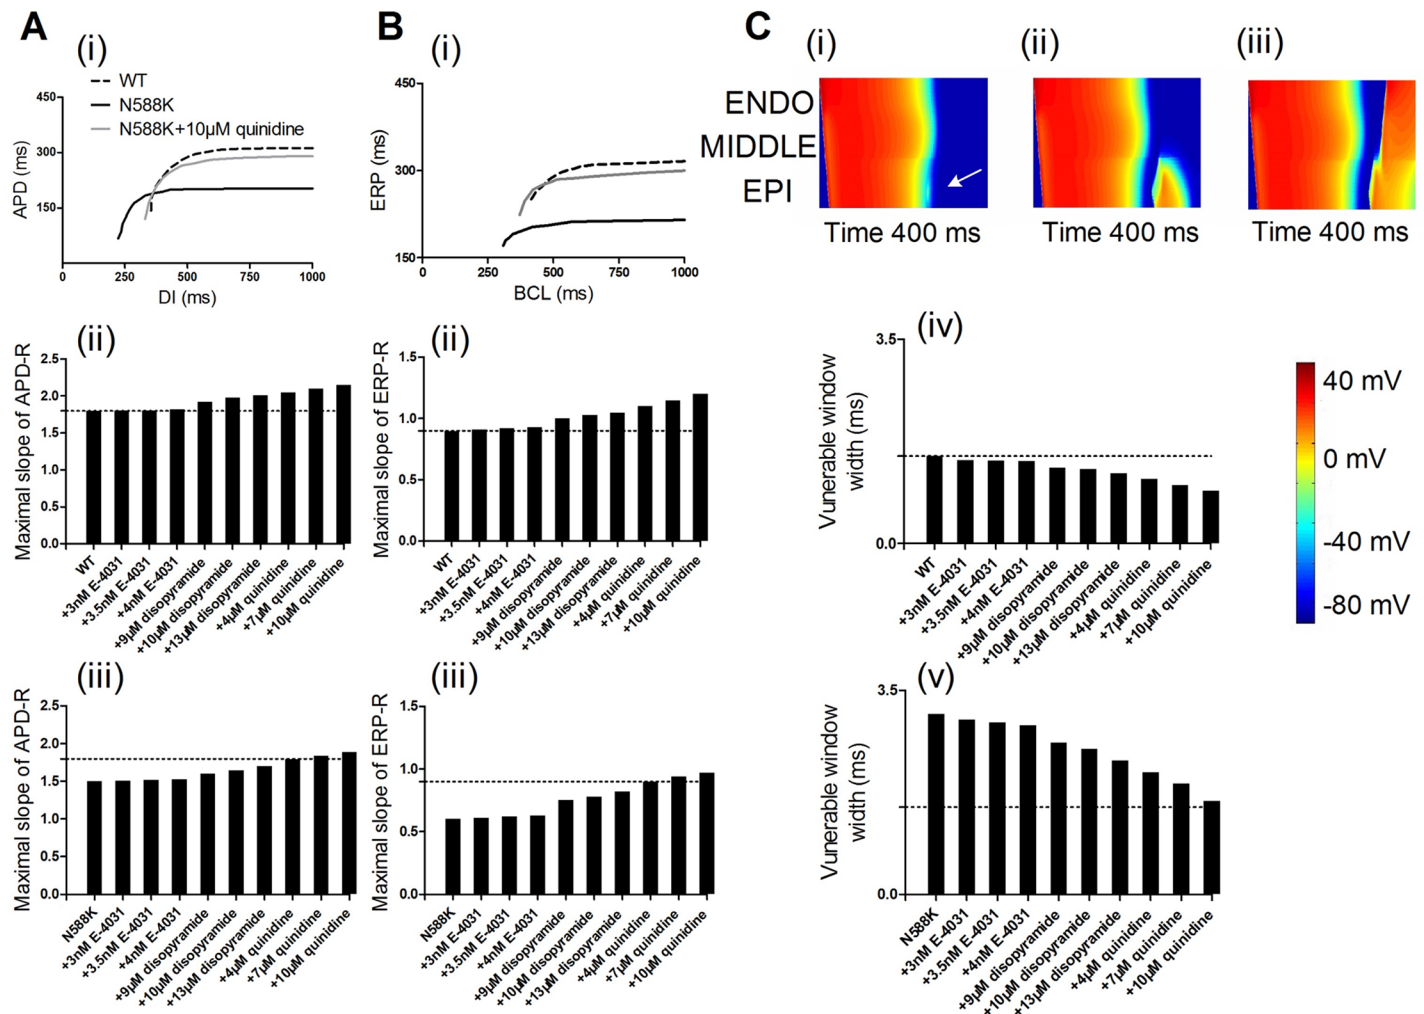 A
(i)
WT
N588K
N588K+10µM quinidine
APD (ms)
450
300
150
0
250
500
750
1000
DI (ms)
(ii)
Maximal slope of APD-R
2.5
2.0
1.5
1.0
0.5
0.0
WT
+3nM E-4031
+3.5nM E-4031
+4nM E-4031
+9µM disopyramide
+10µM disopyramide
+13µM disopyramide
+4µM quinidine
+7µM quinidine
+10µM quinidine
(iii)
Maximal slope of APD-R
2.5
2.0
1.5
1.0
0.5
0.0
N588K
+3nM E-4031
+3.5nM E-4031
+4nM E-4031
+9µM disopyramide
+10µM disopyramide
+13µM disopyramide
+4µM quinidine
+7µM quinidine
+10µM quinidine
B
(i)
ERP (ms)
450
300
150
0
250
500
750
1000
BCL (ms)
(ii)
Maximal slope of ERP-R
1.5
1.0
0.5
0.0
WT
+3nM E-4031
+3.5nM E-4031
+4nM E-4031
+9µM disopyramide
+10µM disopyramide
+13µM disopyramide
+4µM quinidine
+7µM quinidine
+10µM quinidine
(iii)
Maximal slope of ERP-R
1.5
1.0
0.5
0.0
N588K
+3nM E-4031
+3.5nM E-4031
+4nM E-4031
+9µM disopyramide
+10µM disopyramide
+13µM disopyramide
+4µM quinidine
+7µM quinidine
+10µM quinidine
C
(i)
(ii)
(iii)
ENDO
MIDDLE
EPI
Time 400 ms
Time 400 ms
Time 400 ms
(iv)
Vunerable window
width (ms)
3.5
0.0
WT
+3nM E-4031
+3.5nM E-4031
+4nM E-4031
+9µM disopyramide
+10µM disopyramide
+13µM disopyramide
+4µM quinidine
+7µM quinidine
+10µM quinidine
40 mV
0 mV
-40 mV
-80 mV
(v)
Vunerable window
width (ms)
3.5
0.0
N588K
+3nM E-4031
+3.5nM E-4031
+4nM E-4031
+9µM disopyramide
+10µM disopyramide
+13µM disopyramide
+4µM quinidine
+7µM quinidine
+10µM quinidine